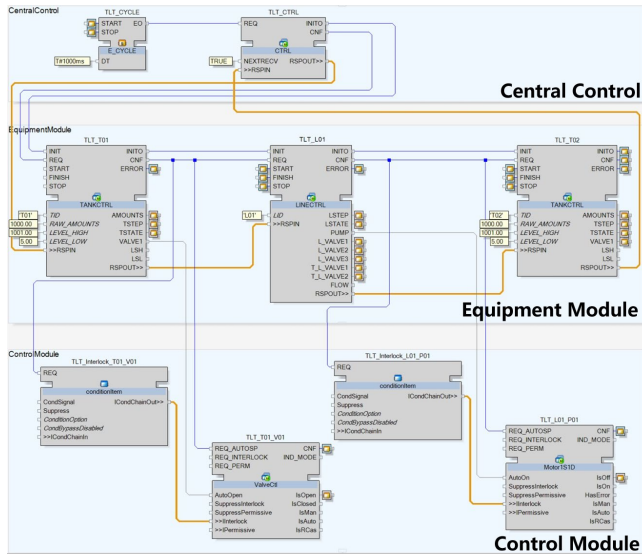 CentralControl
TLT_CYCLE
START EO
STOP
E_CYCLE
T#1000ms
DT
TLT_CTRL
REQ INITO
CNF
CTRL
TRUE
NEXTRECV RSPOUT>>
>>RSPIN
Central Control
EquipmentModule
TLT_T01
INIT INITO
REQ CNF
START ERROR
FINISH
STOP
TANKCTRL
'T01'
TID AMOUNTS
1000.00
RAW_AMOUNTS TSTEP
1001.00
LEVEL_HIGH TSTATE
5.00
LEVEL_LOW VALVE1
>>RSPIN LSH
LSL
RSPOUT>>
TLT_L01
INIT INITO
REQ CNF
START ERROR
FINISH
STOP
LINECTRL
'L01'
LID LSTEP
>>RSPIN LSTATE
PUMP
L_VALVE1
L_VALVE2
L_VALVE3
T_L_VALVE1
T_L_VALVE2
FLOW
RSPOUT>>
TLT_T02
INIT INITO
REQ CNF
START ERROR
FINISH
STOP
TANKCTRL
'T02'
TID AMOUNTS
1000.00
RAW_AMOUNTS TSTEP
1001.00
LEVEL_HIGH TSTATE
5.00
LEVEL_LOW VALVE1
>>RSPIN LSH
LSL
RSPOUT>>
Equipment Module
ControlModule
TLT_Interlock_T01_V01
REQ
conditionItem
CondSignal ICondChainOut>>
Suppress
ConditionOption
CondBypassDisabled
>>ICondChainIn
TLT_T01_V01
REQ_AUTOSP CNF
REQ_INTERLOCK IND_MODE
REQ_PERM
ValveCtl
AutoOpen IsOpen
SuppressInterlock IsClosed
SuppressPermissive IsMan
>>IInterlock IsAuto
>>IPermissive IsRCas
TLT_Interlock_L01_P01
REQ
conditionItem
CondSignal ICondChainOut>>
Suppress
ConditionOption
CondBypassDisabled
>>ICondChainIn
TLT_L01_P01
REQ_AUTOSP CNF
REQ_INTERLOCK IND_MODE
REQ_PERM
Motor1S1D
AutoOn IsOff
SuppressInterlock IsOn
SuppressPermissive HasError
>>IInterlock IsMan
>>IPermissive IsAuto
IsRCas
Control Module